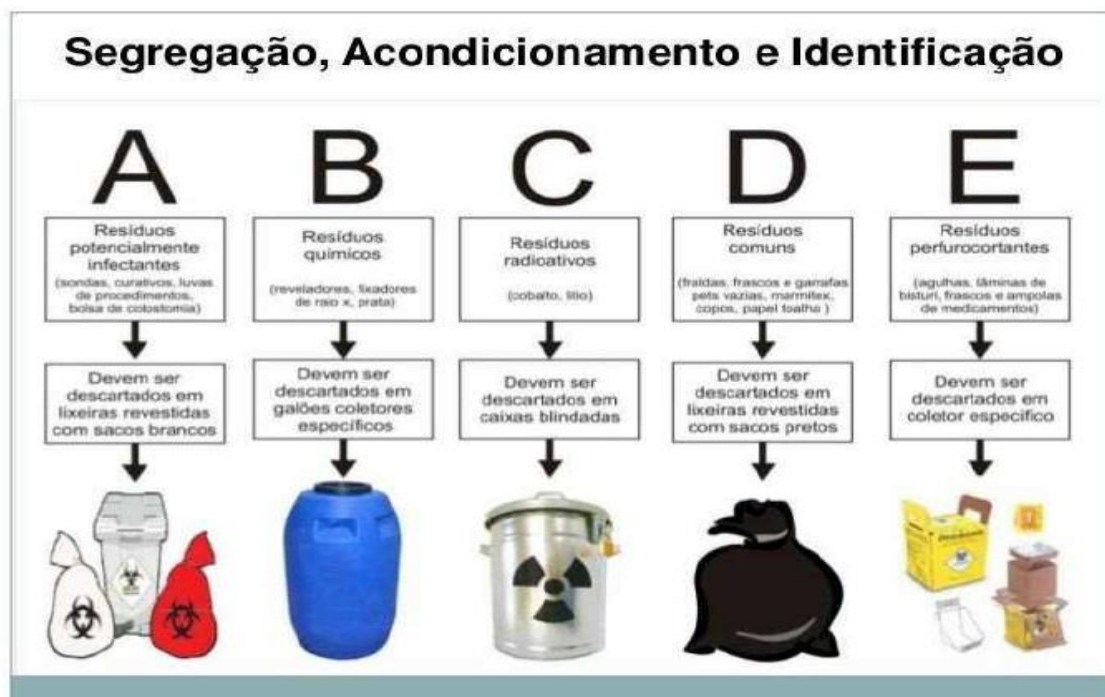 Segregação, Acondicionamento e Identificação
A
B
C
D
E
Resíduos
potencialmente
infectantes
(sondas, curativos, luvas
de procedimentos,
bolsa de colostomia)
Resíduos
químicos
(reveladores, fixadores
de raio x, prata)
Resíduos
radioativos
(cobalto, lítio)
Resíduos
comuns
(fraldas, frascos e garrafas
pets vazias, marmitex,
copos, papel toalha )
Resíduos
perfurocortantes
(agulhas, lâminas de
bisturi, frascos e ampolas
de medicamentos)
Devem ser
descartados em
lixeiras revestidas
com sacos brancos
Devem ser
descartados em
galões coletores
específicos
Devem ser
descartados em
caixas blindadas
Devem ser
descartados em
lixeiras revestidas
com sacos pretos
Devem ser
descartados em
coletor específico